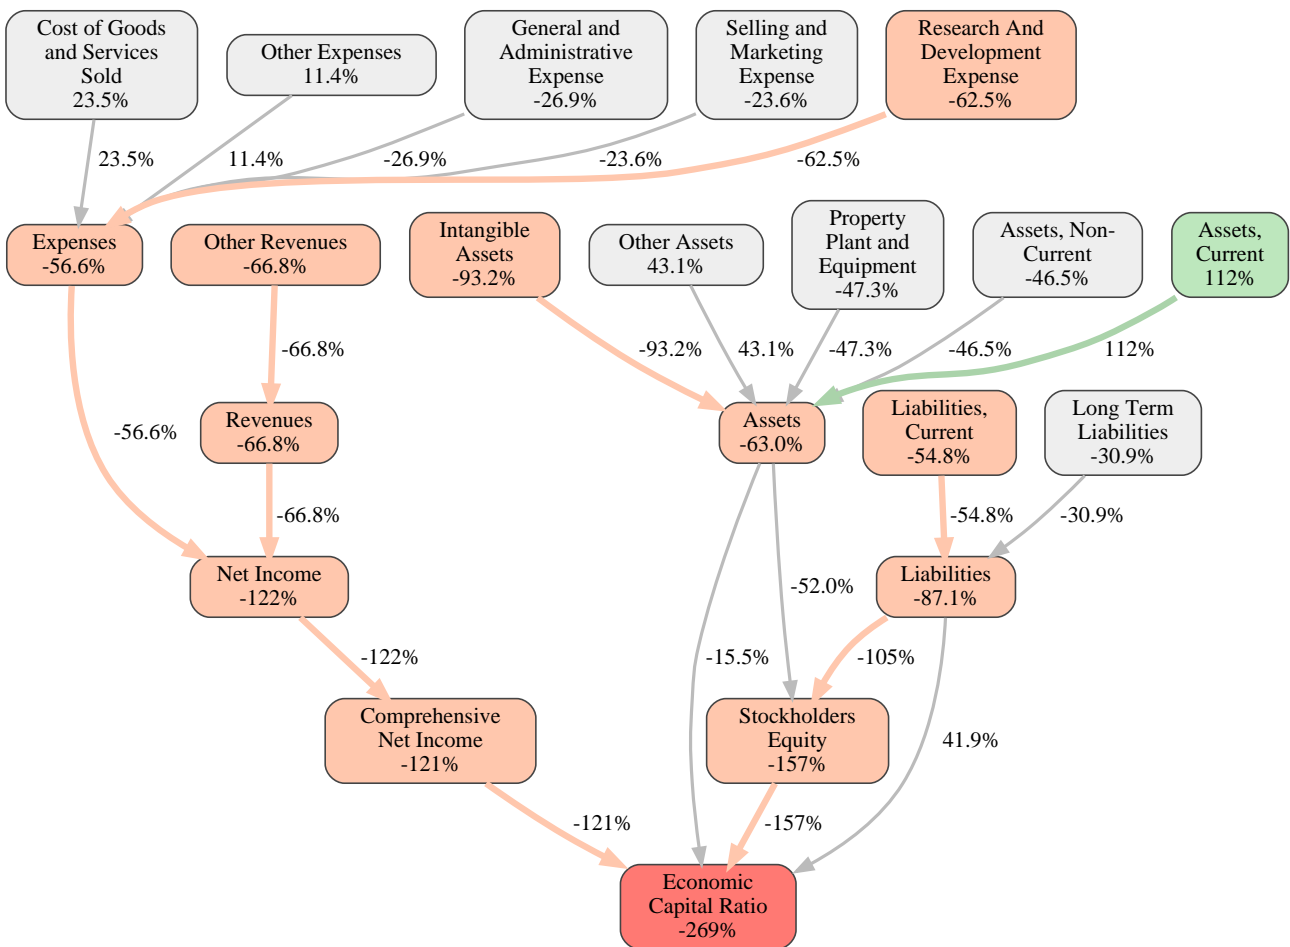 Cost of Goods
and Services
Sold
23.5%
Other Expenses
11.4%
General and
Administrative
Expense
-26.9%
Selling and
Marketing
Expense
-23.6%
Research And
Development
Expense
-62.5%
23.5%
11.4%
-26.9%
-23.6%
-62.5%
Expenses
-56.6%
Other Revenues
-66.8%
Intangible
Assets
-93.2%
Other Assets
43.1%
Property
Plant and
Equipment
-47.3%
Assets, Non-
Current
-46.5%
Assets,
Current
112%
-66.8%
-93.2%
43.1%
-47.3%
-46.5%
112%
-56.6%
Revenues
-66.8%
Assets
-63.0%
Liabilities,
Current
-54.8%
Long Term
Liabilities
-30.9%
-66.8%
-54.8%
-30.9%
Net Income
-122%
-52.0%
Liabilities
-87.1%
-122%
-15.5%
-105%
Comprehensive
Net Income
-121%
Stockholders
Equity
-157%
41.9%
-121%
-157%
Economic
Capital Ratio
-269%